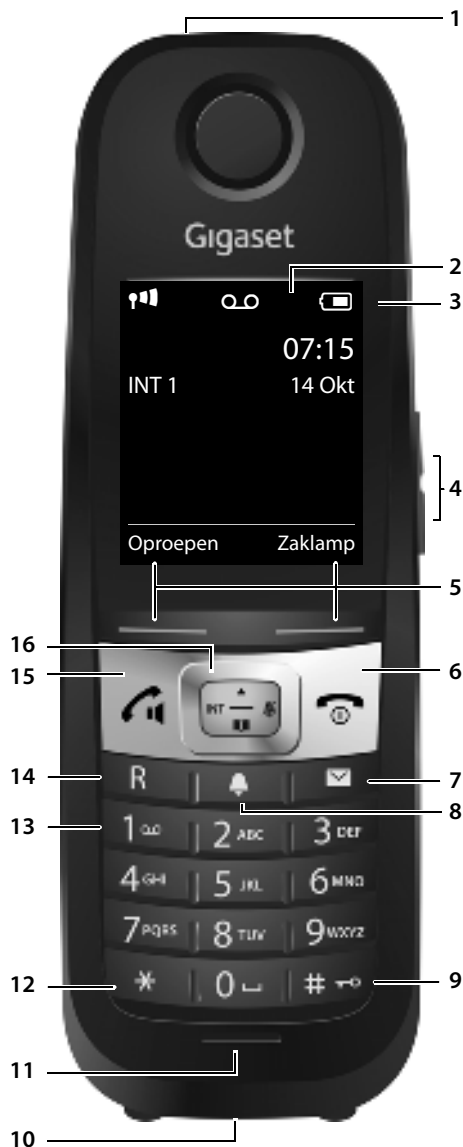 1
Gigaset
2
3
07:15
INT 1 14 Okt
4
Oproepen Zaklamp
5
16
15
6
INT
14
R
7
8
13
1 2 ABC 3 DEF
4 GHI 5 JKL 6 MNO
7 PQRS 8 TUV 9 WXYZ
12
* 0 #
9
11
10